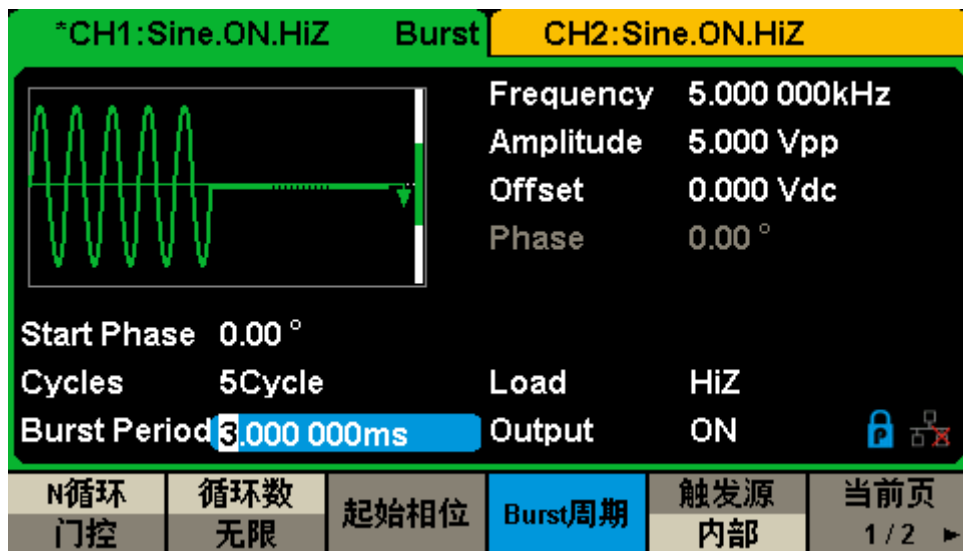 *CH1:Sine.ON.HiZ Burst CH2:Sine.ON.HiZ
Frequency 5.000 000kHz
Amplitude 5.000 Vpp
Offset 0.000 Vdc
Phase 0.00 °
Start Phase 0.00 °
Cycles 5Cycle Load HiZ
Burst Period 3.000 000ms Output ON P
N循环 循环数 起始相位 Burst周期 触发源 当前页
门控 无限 内部 1/2 ►